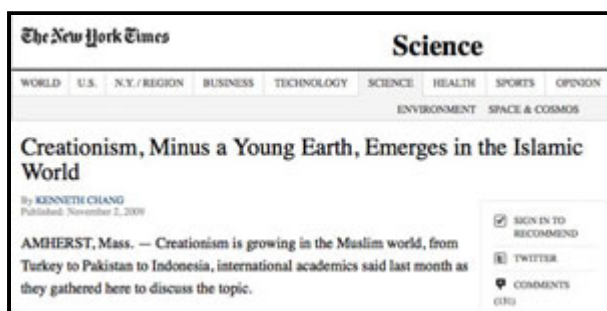 The New York Times
Science
WORLD U.S. N.Y. / REGION BUSINESS TECHNOLOGY SCIENCE HEALTH SPORTS OPINION
ENVIRONMENT SPACE & COSMOS
Creationism, Minus a Young Earth, Emerges in the Islamic
World
By KENNETH CHANG
Published: November 2, 2009
AMHERST, Mass. — Creationism is growing in the Muslim world, from
Turkey to Pakistan to Indonesia, international academics said last month as
they gathered here to discuss the topic.
SIGN IN TO
RECOMMEND
TWITTER
COMMENTS